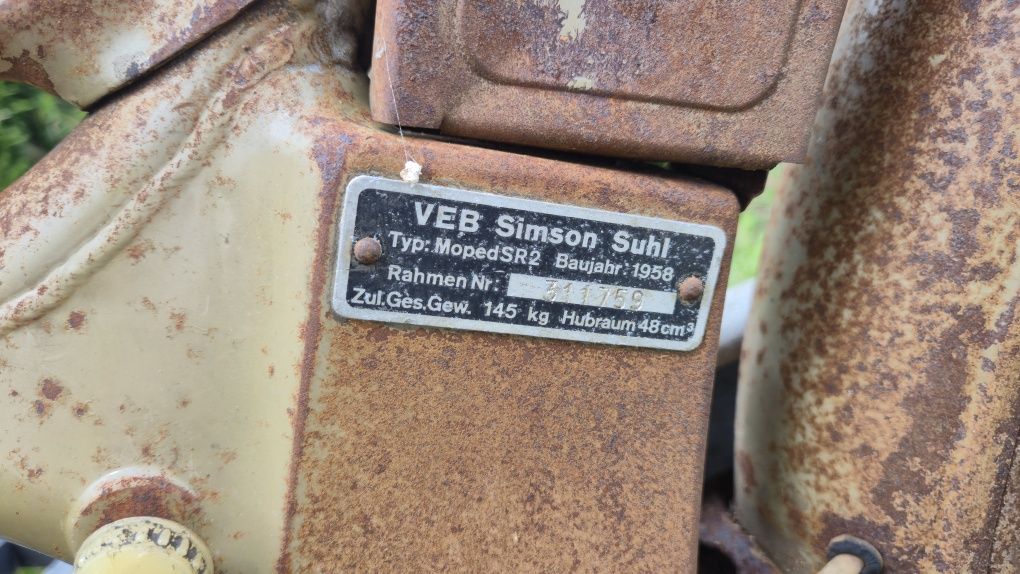 VEB Simson Suhl
Typ: Moped SR2 Baujahr: 1958
Rahmen Nr: 311759
Zul.Ges.Gew. 145 kg Hubraum 48 cm³